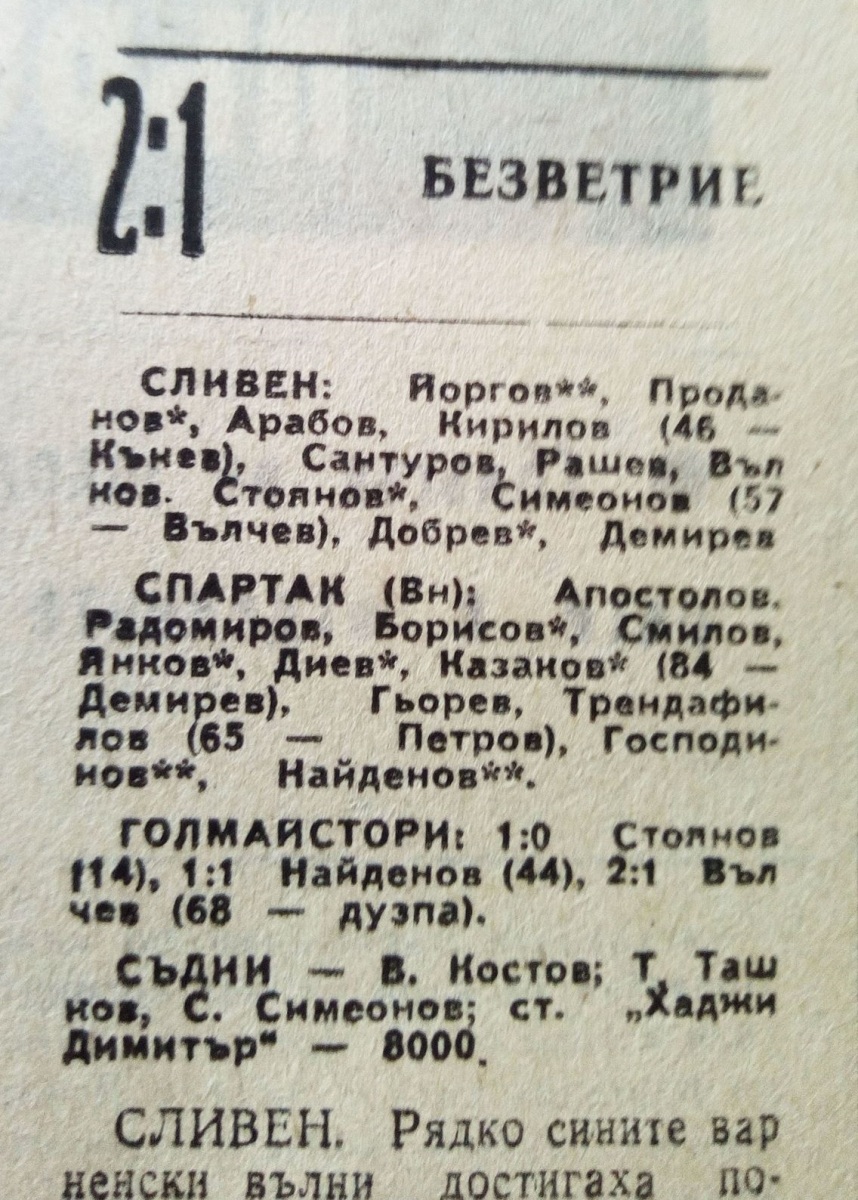 2:1
БЕЗВЕТРИЕ
СЛИВЕН: Йоргов**, Прода-
нов*, Арабов, Кирилов (46 —
Кънев), Сантуров, Рашев, Въл
ков. Стоянов*, Симеонов (57
— Вълчев), Добрев*, Демирев
СПАРТАК (Вн): Апостолов.
Радомиров, Борисов*, Смилов,
Янков*, Диев*, Казаков* (84 —
Демирев), Гьорев, Трендафи-
лов (65 — Петров), Господи-
нов**, Найденов**.
ГОЛМАЙСТОРИ: 1:0 Стоянов
(14), 1:1 Найденов (44), 2:1 Въл
чев (68 — дузпа).
СЪДИИ — В. Костов; Т. Таш
ков, С. Симеонов; ст. „Хаджи
Димитър" — 8000.
СЛИВЕН. Рядко сините вар
ненски вълни достигаха по-